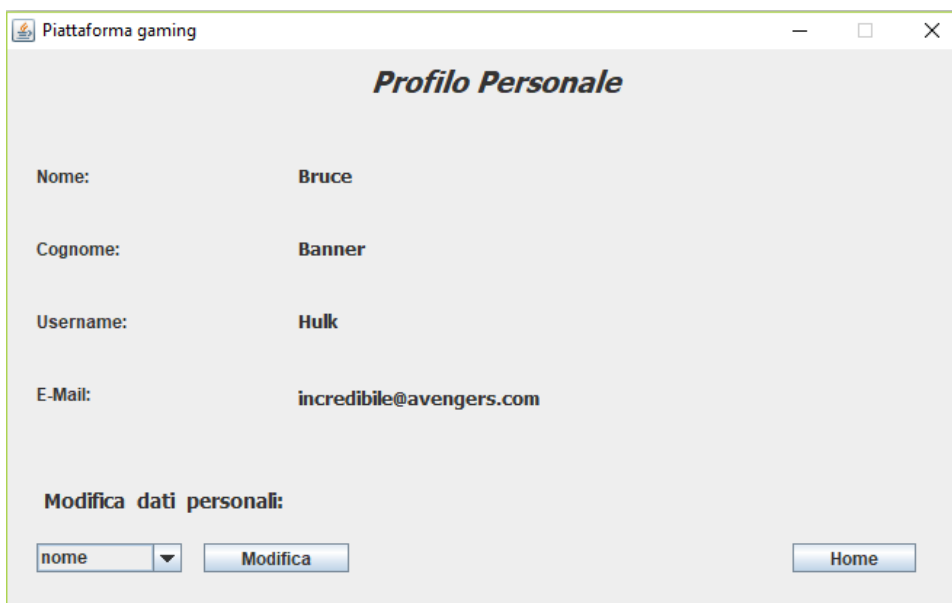 Piattaforma gaming
Profilo Personale
Nome: Bruce
Cognome: Banner
Username: Hulk
E-Mail: incredibile@avengers.com
Modifica dati personali:
nome Modifica Home